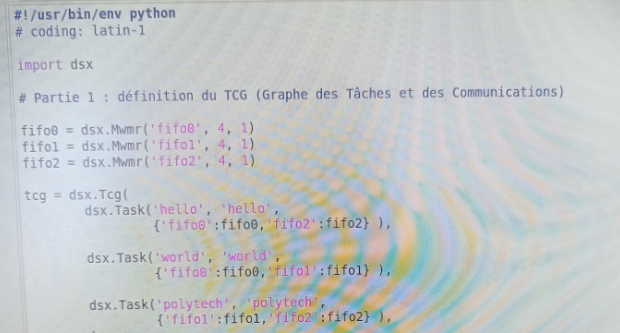 #!/usr/bin/env python
# coding: latin-1
import dsx
# Partie 1 : définition du TCG (Graphe des Tâches et des Communications)
fifo0 = dsx.Mwmr('fifo0', 4, 1)
fifo1 = dsx.Mwmr('fifo1', 4, 1)
fifo2 = dsx.Mwmr('fifo2', 4, 1)
tcg = dsx.Tcg(
dsx.Task('hello', 'hello',
{'fifo0':fifo0,'fifo2':fifo2} ),
dsx.Task('world', 'world',
{'fifo0':fifo0,'fifo1':fifo1} ),
dsx.Task('polytech', 'polytech',
{'fifo1':fifo1,'fifo2':fifo2} ),